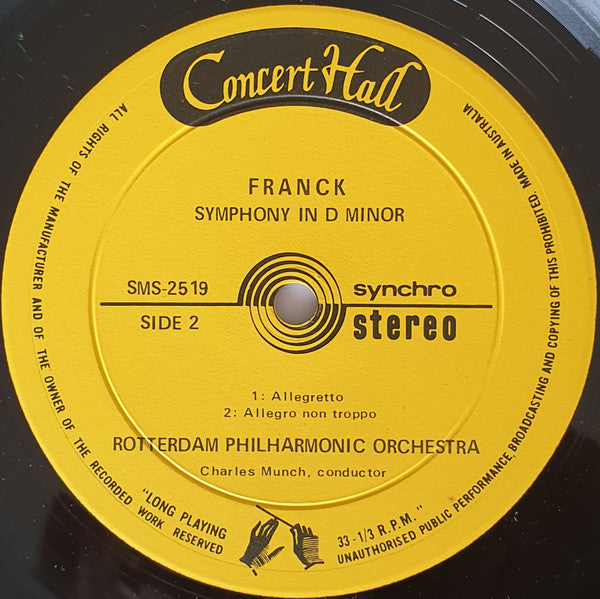 Concert Hall
FRANCK
SYMPHONY IN D MINOR
SMS-2519
synchro
SIDE 2
stereo
1: Allegretto
2: Allegro non troppo
ROTTERDAM PHILHARMONIC ORCHESTRA
Charles Munch, conductor
"LONG PLAYING
33-1/3 R.P.M."
ALL RIGHTS OF THE MANUFACTURER AND OF THE OWNER OF THE RECORDED WORK RESERVED
UNAUTHORISED PUBLIC PERFORMANCE, BROADCASTING AND COPYING OF THIS PROHIBITED. MADE IN AUSTRALIA